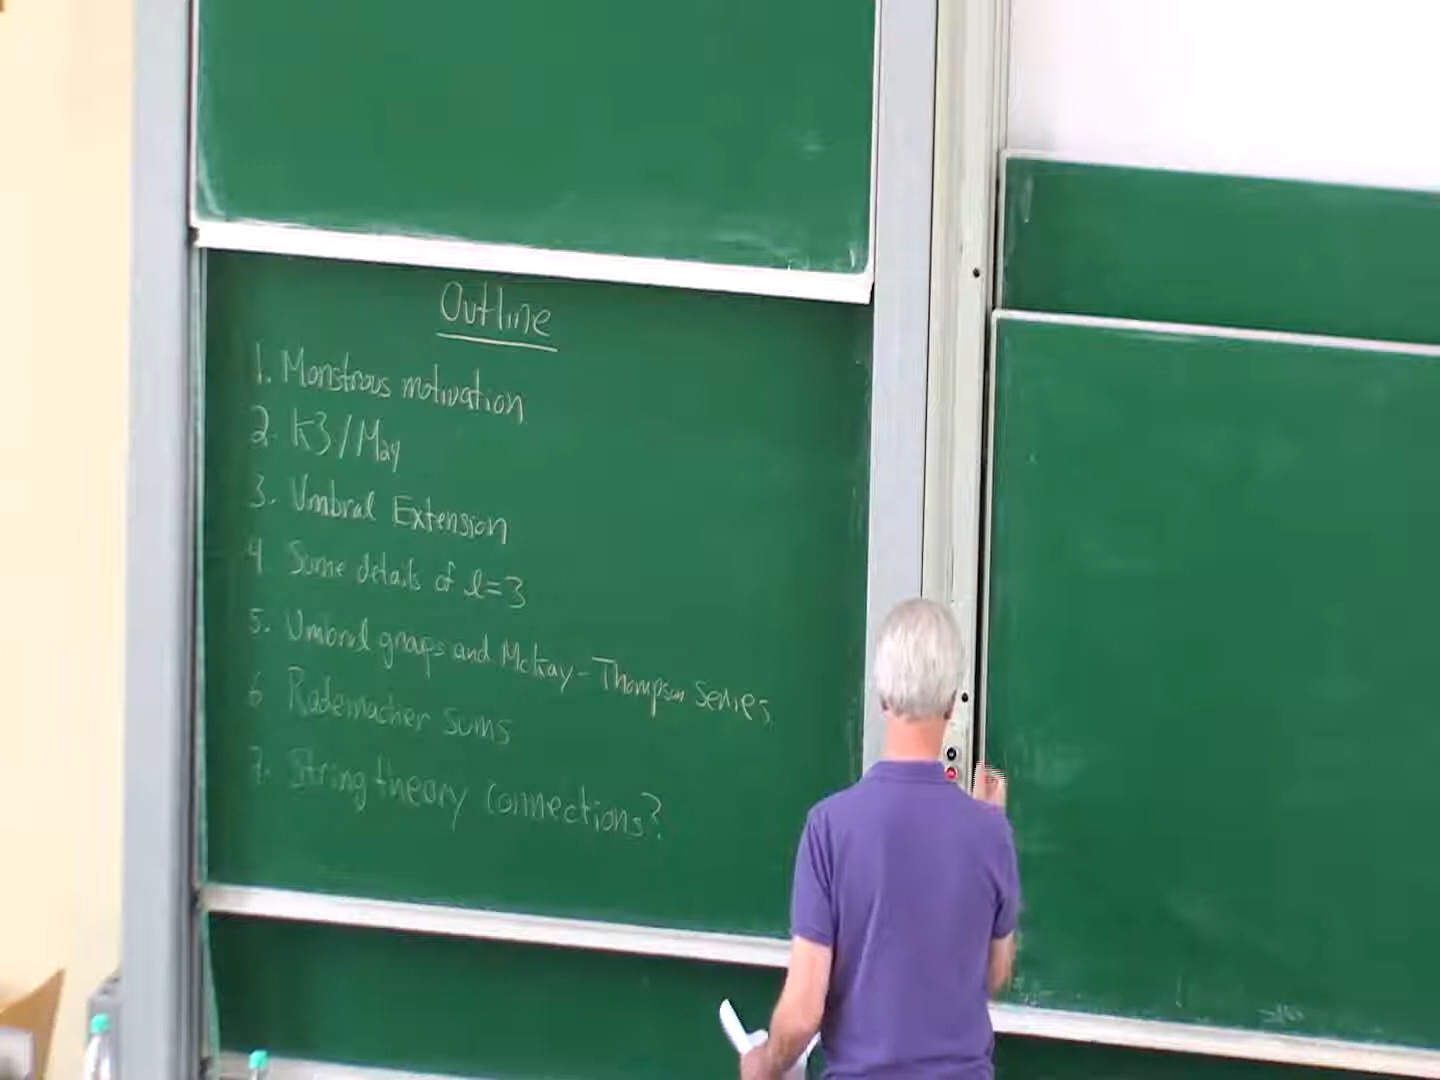 Outline
1. Monstrous motivation
2. K3/May
3. Umbral Extension
4 Some details of l=3
5. Umbral groups and McKay-Thompson Series
6 Rademacher sums
7. String theory connections?